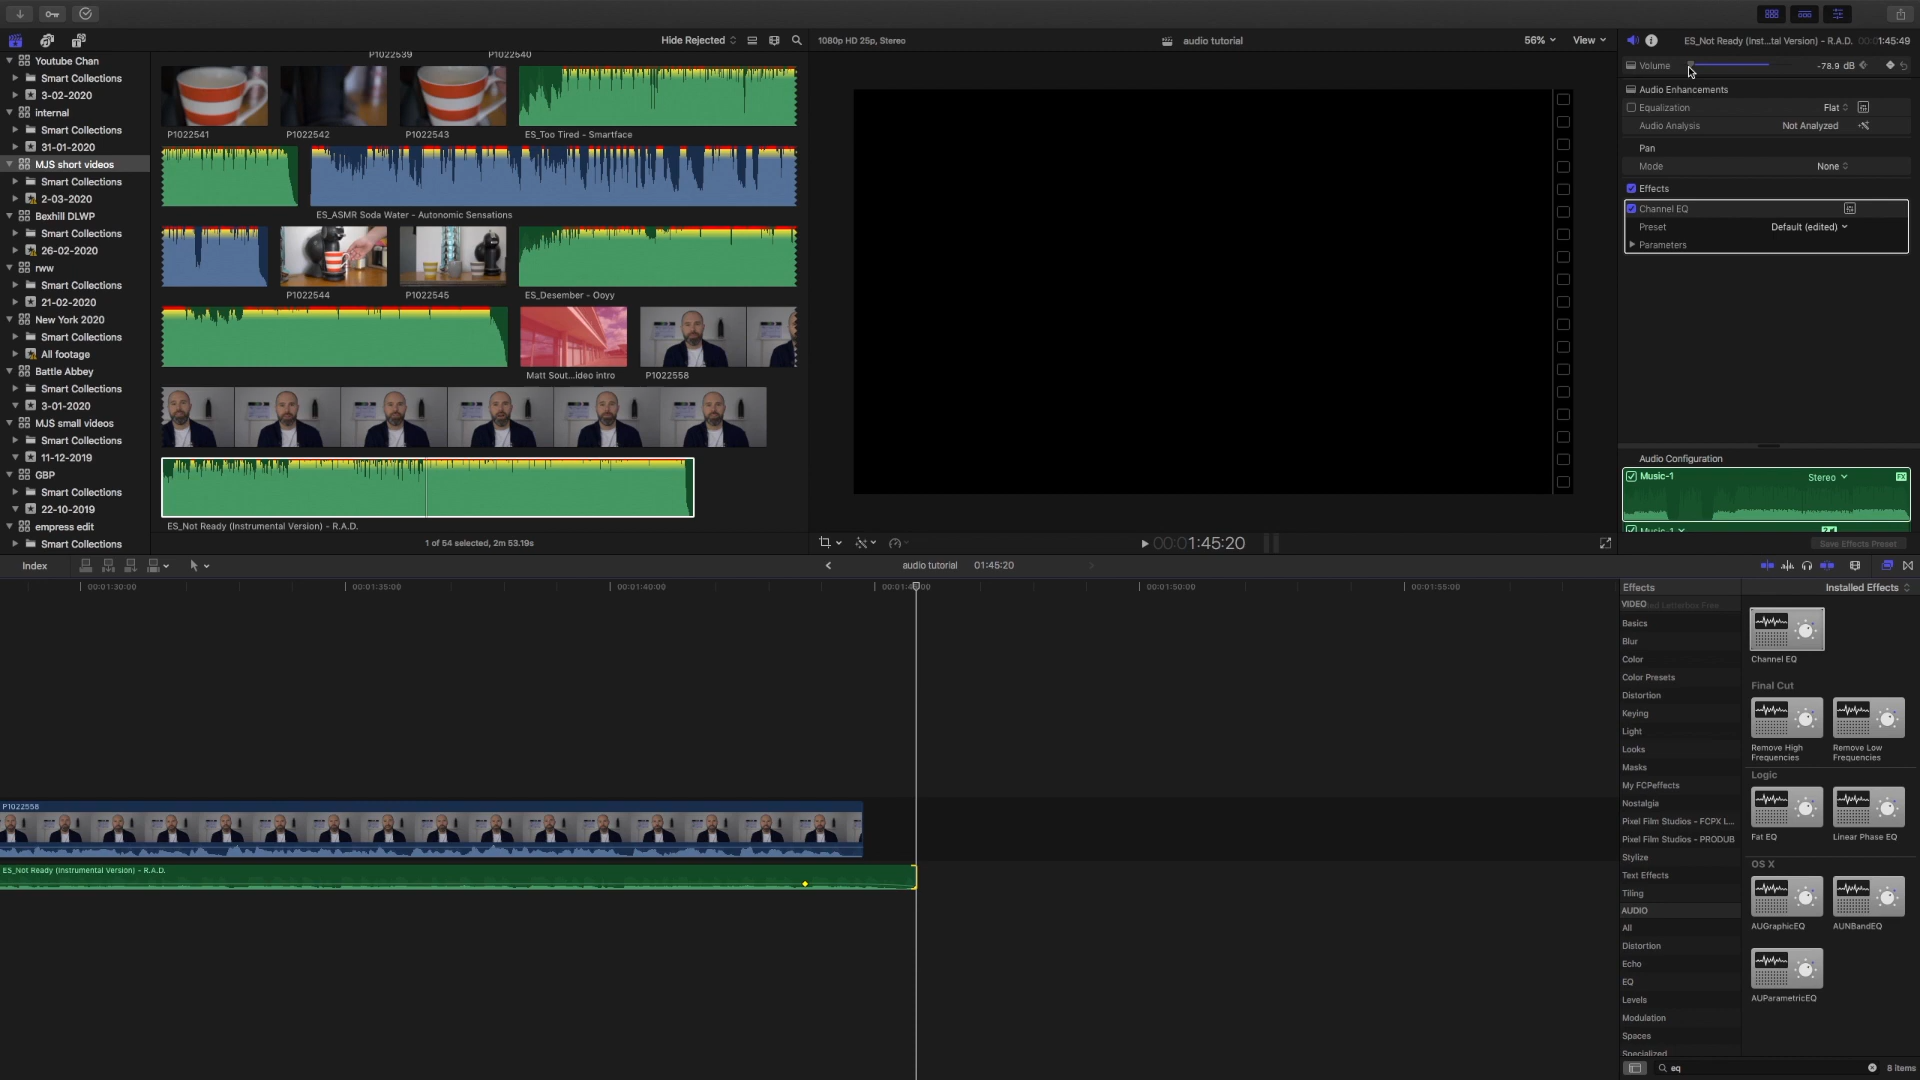 Hide Rejected
1080p HD 25p, Stereo
audio tutorial
56%
View
ES_Not Ready (Inst...tal Version) - R.A.D.
00:01:45:49
Youtube Chan
Smart Collections
3-02-2020
internal
Smart Collections
31-01-2020
MJS short videos
Smart Collections
2-03-2020
Bexhill DLWP
Smart Collections
26-02-2020
rww
Smart Collections
21-02-2020
New York 2020
Smart Collections
All footage
Battle Abbey
Smart Collections
3-01-2020
MJS small videos
Smart Collections
11-12-2019
GBP
Smart Collections
22-10-2019
empress edit
Smart Collections
P1022539
P1022540
P1022541
P1022542
P1022543
ES_Too Tired - Smartface
ES_ASMR Soda Water - Autonomic Sensations
P1022544
P1022545
ES_Desember - Ooyy
Matt Sout...ideo intro
P1022558
ES_Not Ready (Instrumental Version) - R.A.D.
1 of 54 selected, 2m 53.19s
00:01:45:20
Volume
-78.9 dB
Audio Enhancements
Equalization
Flat
Audio Analysis
Not Analyzed
Pan
Mode
None
Effects
Channel EQ
Preset
Default (edited)
Parameters
Audio Configuration
Music-1
Stereo
FX
Music-1
Save Effects Preset
Index
audio tutorial
01:45:20
00:01:30:00
00:01:35:00
00:01:40:00
00:01:50:00
00:01:55:00
P1022558
ES_Not Ready (Instrumental Version) - R.A.D.
Effects
Installed Effects
VIDEO
Basics
Blur
Color
Color Presets
Distortion
Keying
Light
Looks
Masks
My FCPeffects
Nostalgia
Pixel Film Studios - FCPX L...
Pixel Film Studios - PRODUB
Stylize
Text Effects
Tiling
AUDIO
All
Distortion
Echo
EQ
Levels
Modulation
Spaces
Specialized
Channel EQ
Final Cut
Remove High
Frequencies
Remove Low
Frequencies
Logic
Fat EQ
Linear Phase EQ
OS X
AUGraphicEQ
AUNBandEQ
AUParametricEQ
eq
8 items